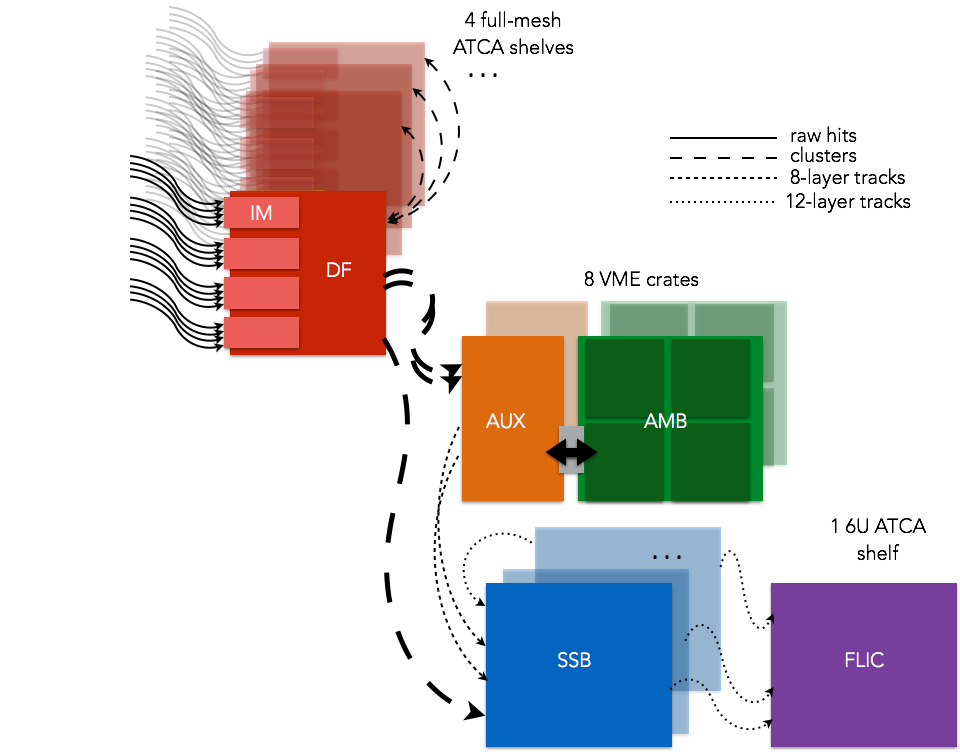 4 full-mesh
ATCA shelves
...
raw hits
clusters
8-layer tracks
12-layer tracks
IM
DF
8 VME crates
AUX
AMB
1 6U ATCA
shelf
...
SSB
FLIC